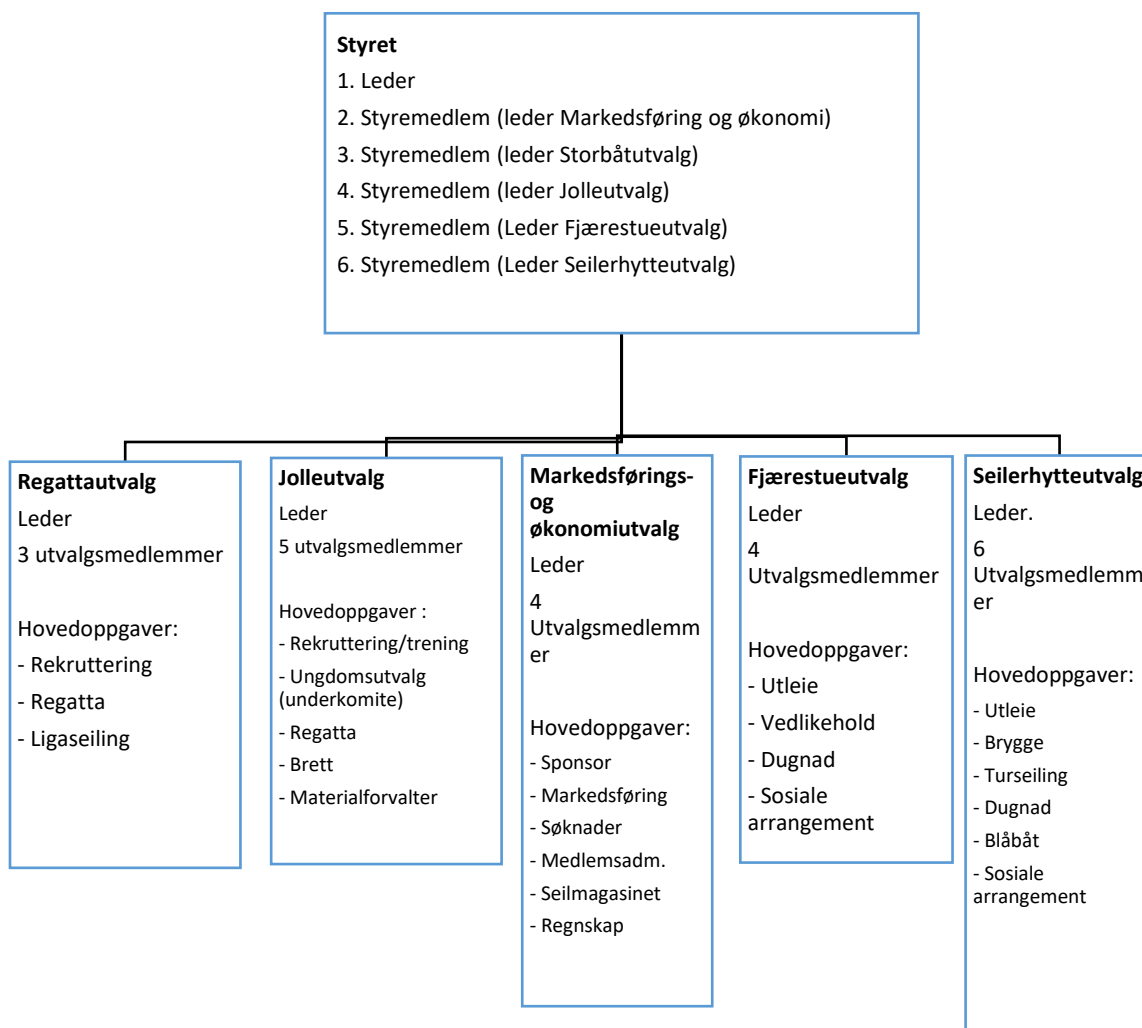 Styret
1. Leder
2. Styremedlem (leder Markedsføring og økonomi)
3. Styremedlem (leder Storbåtutvalg)
4. Styremedlem (leder Jolleutvalg)
5. Styremedlem (Leder Fjærestueutvalg)
6. Styremedlem (Leder Seilerhytteutvalg)
Regattautvalg
Leder
3 utvalgsmedlemmer
Hovedoppgaver:
- Rekruttering
- Regatta
- Ligaseiling
Jolleutvalg
Leder
5 utvalgsmedlemmer
Hovedoppgaver :
- Rekruttering/trening
- Ungdomsutvalg
(underkomite)
- Regatta
- Brett
- Materialforvalter
Markedsførings-
og
økonomiutvalg
Leder
4
Utvalgsmedlemm
er
Hovedoppgaver:
- Sponsor
- Markedsføring
- Søknader
- Medlemsadm.
- Seilmagasinet
- Regnskap
Fjærestueutvalg
Leder
4
Utvalgsmedlemmer
Hovedoppgaver:
- Utleie
- Vedlikehold
- Dugnad
- Sosiale
arrangement
Seilerhytteutvalg
Leder.
6
Utvalgsmedlemm
er
Hovedoppgaver:
- Utleie
- Brygge
- Turseiling
- Dugnad
- Blåbåt
- Sosiale
arrangement